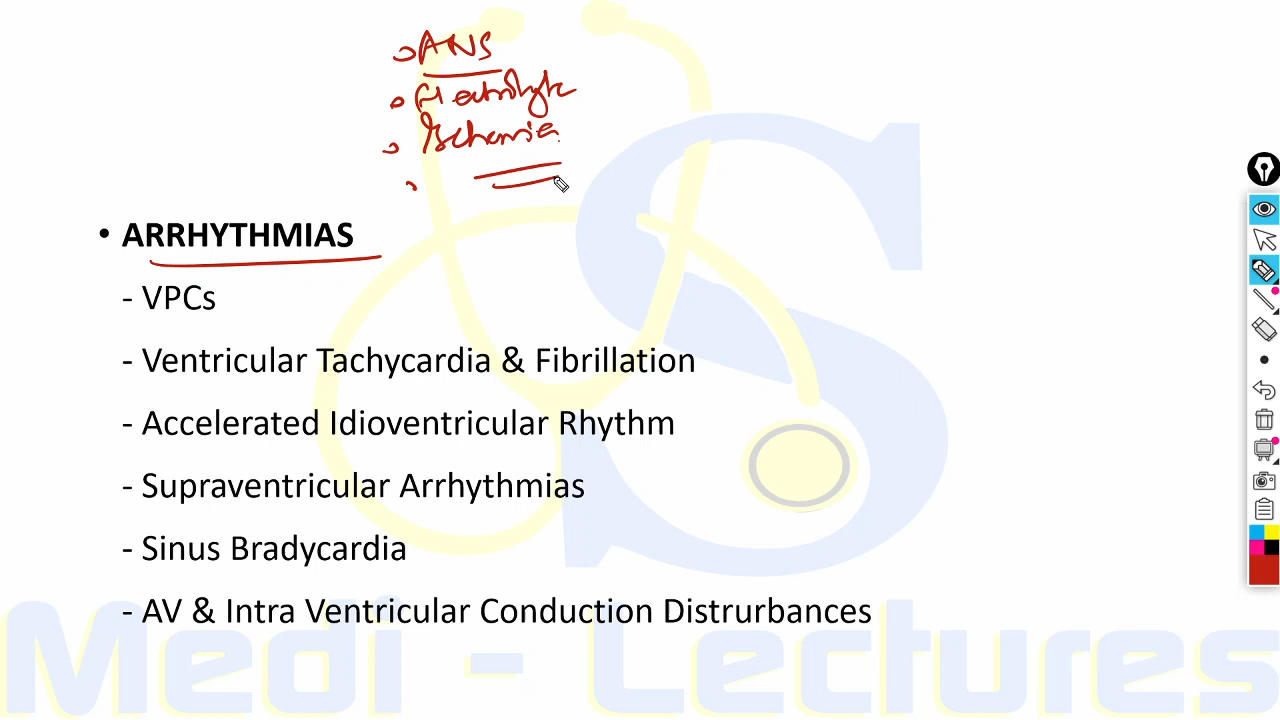 ANS
Electrolyte
Ischemia
• ARRHYTHMIAS
- VPCs
- Ventricular Tachycardia & Fibrillation
- Accelerated Idioventricular Rhythm
- Supraventricular Arrhythmias
- Sinus Bradycardia
- AV & Intra Ventricular Conduction Distrurbances
Medi - Lectures